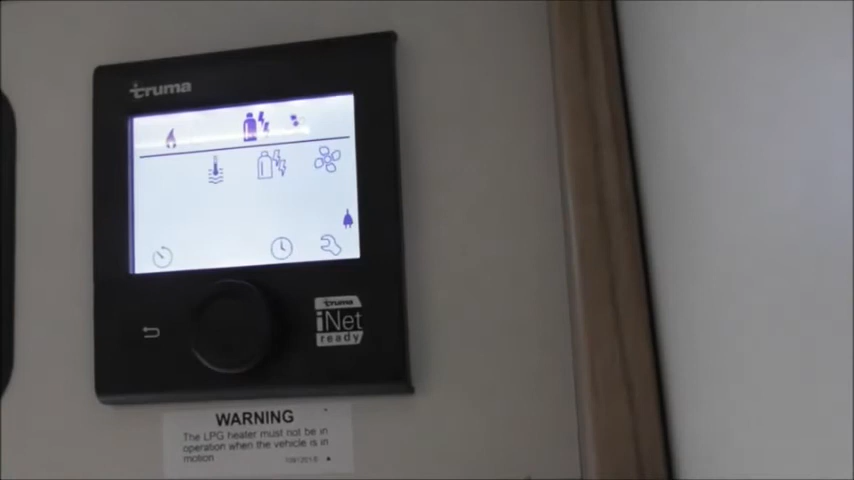 truma
truma
iNet
ready
WARNING
The LPG heater must not be in
operation when the vehicle is in
motion